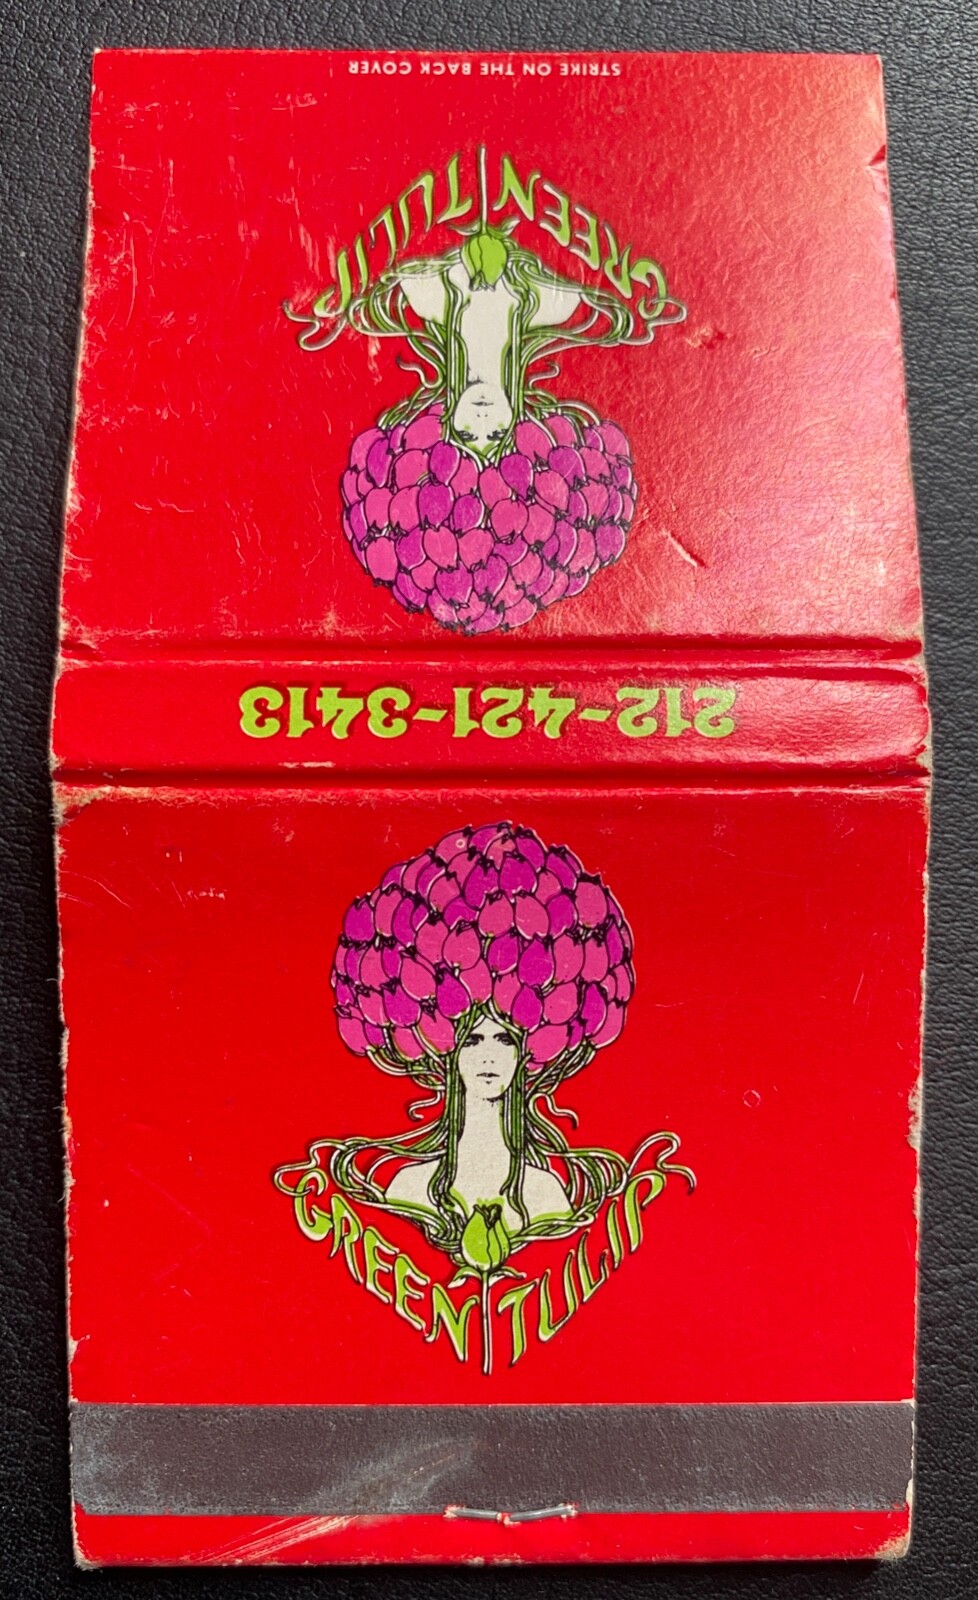 STRIKE ON THE BACK COVER
GREEN TULIP
212-421-3413
GREEN TULIP